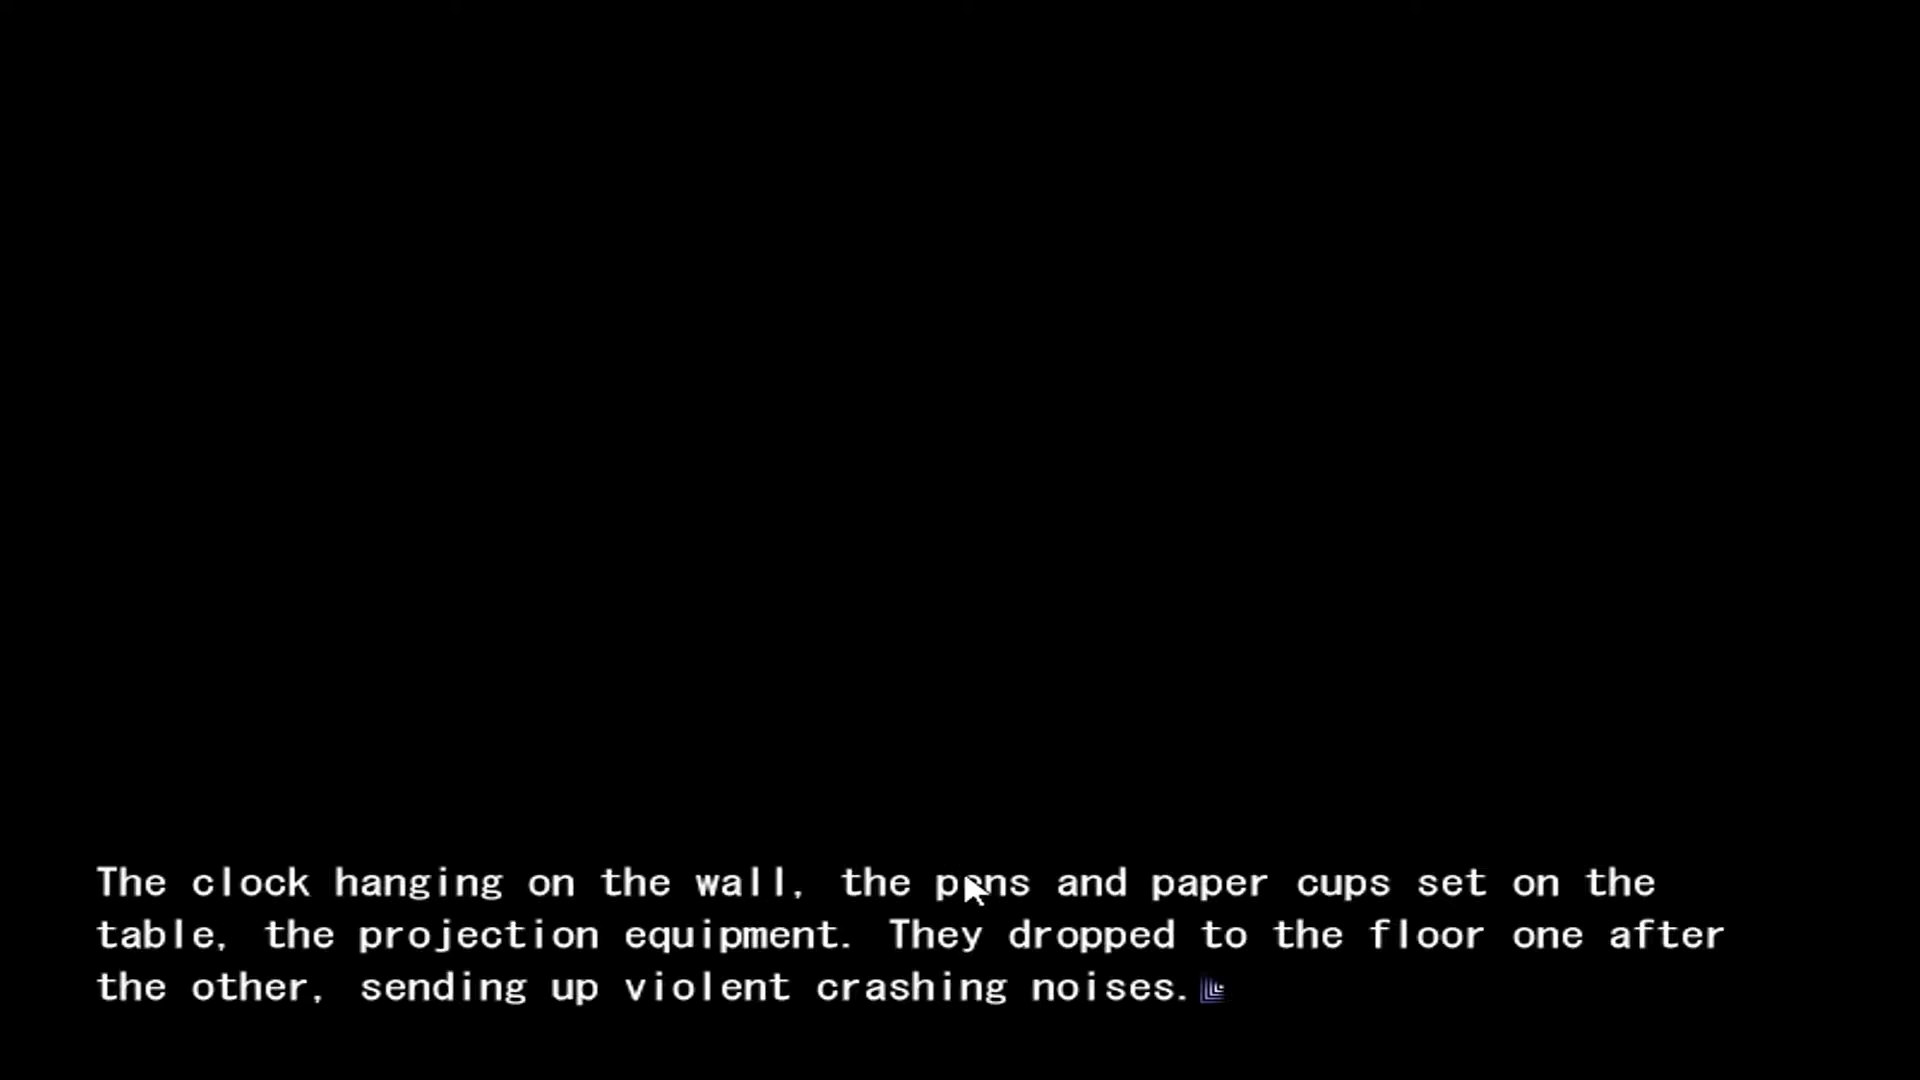 The clock hanging on the wall, the pens and paper cups set on the
table, the projection equipment. They dropped to the floor one after
the other, sending up violent crashing noises.